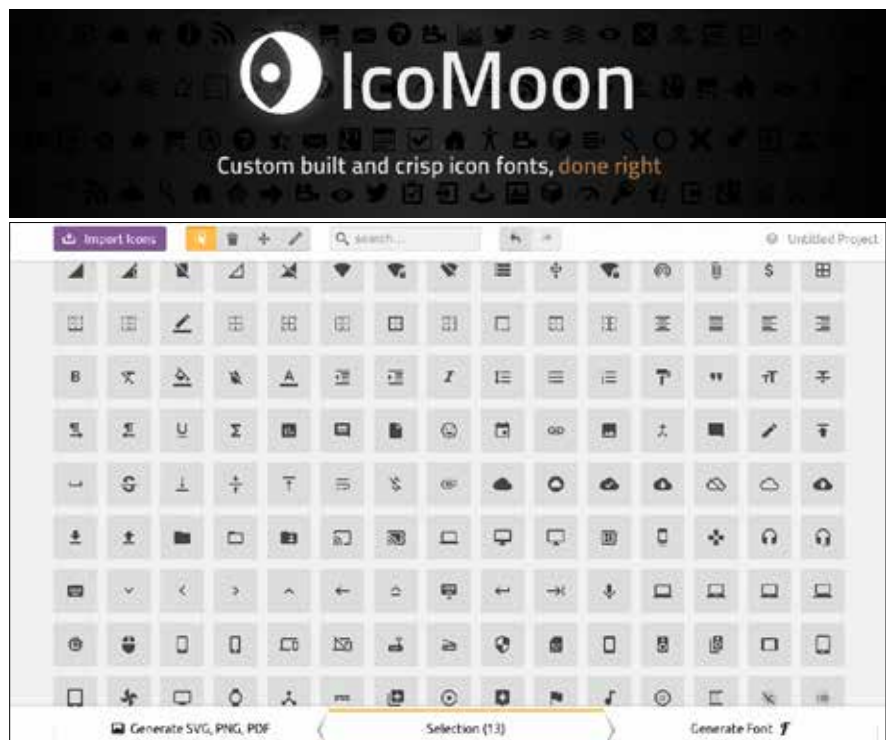 IcoMoon
Custom built and crisp icon fonts, done right
Import Icons
search...
Untitled Project
Generate SVG, PNG, PDF
Selection (13)
Generate Font